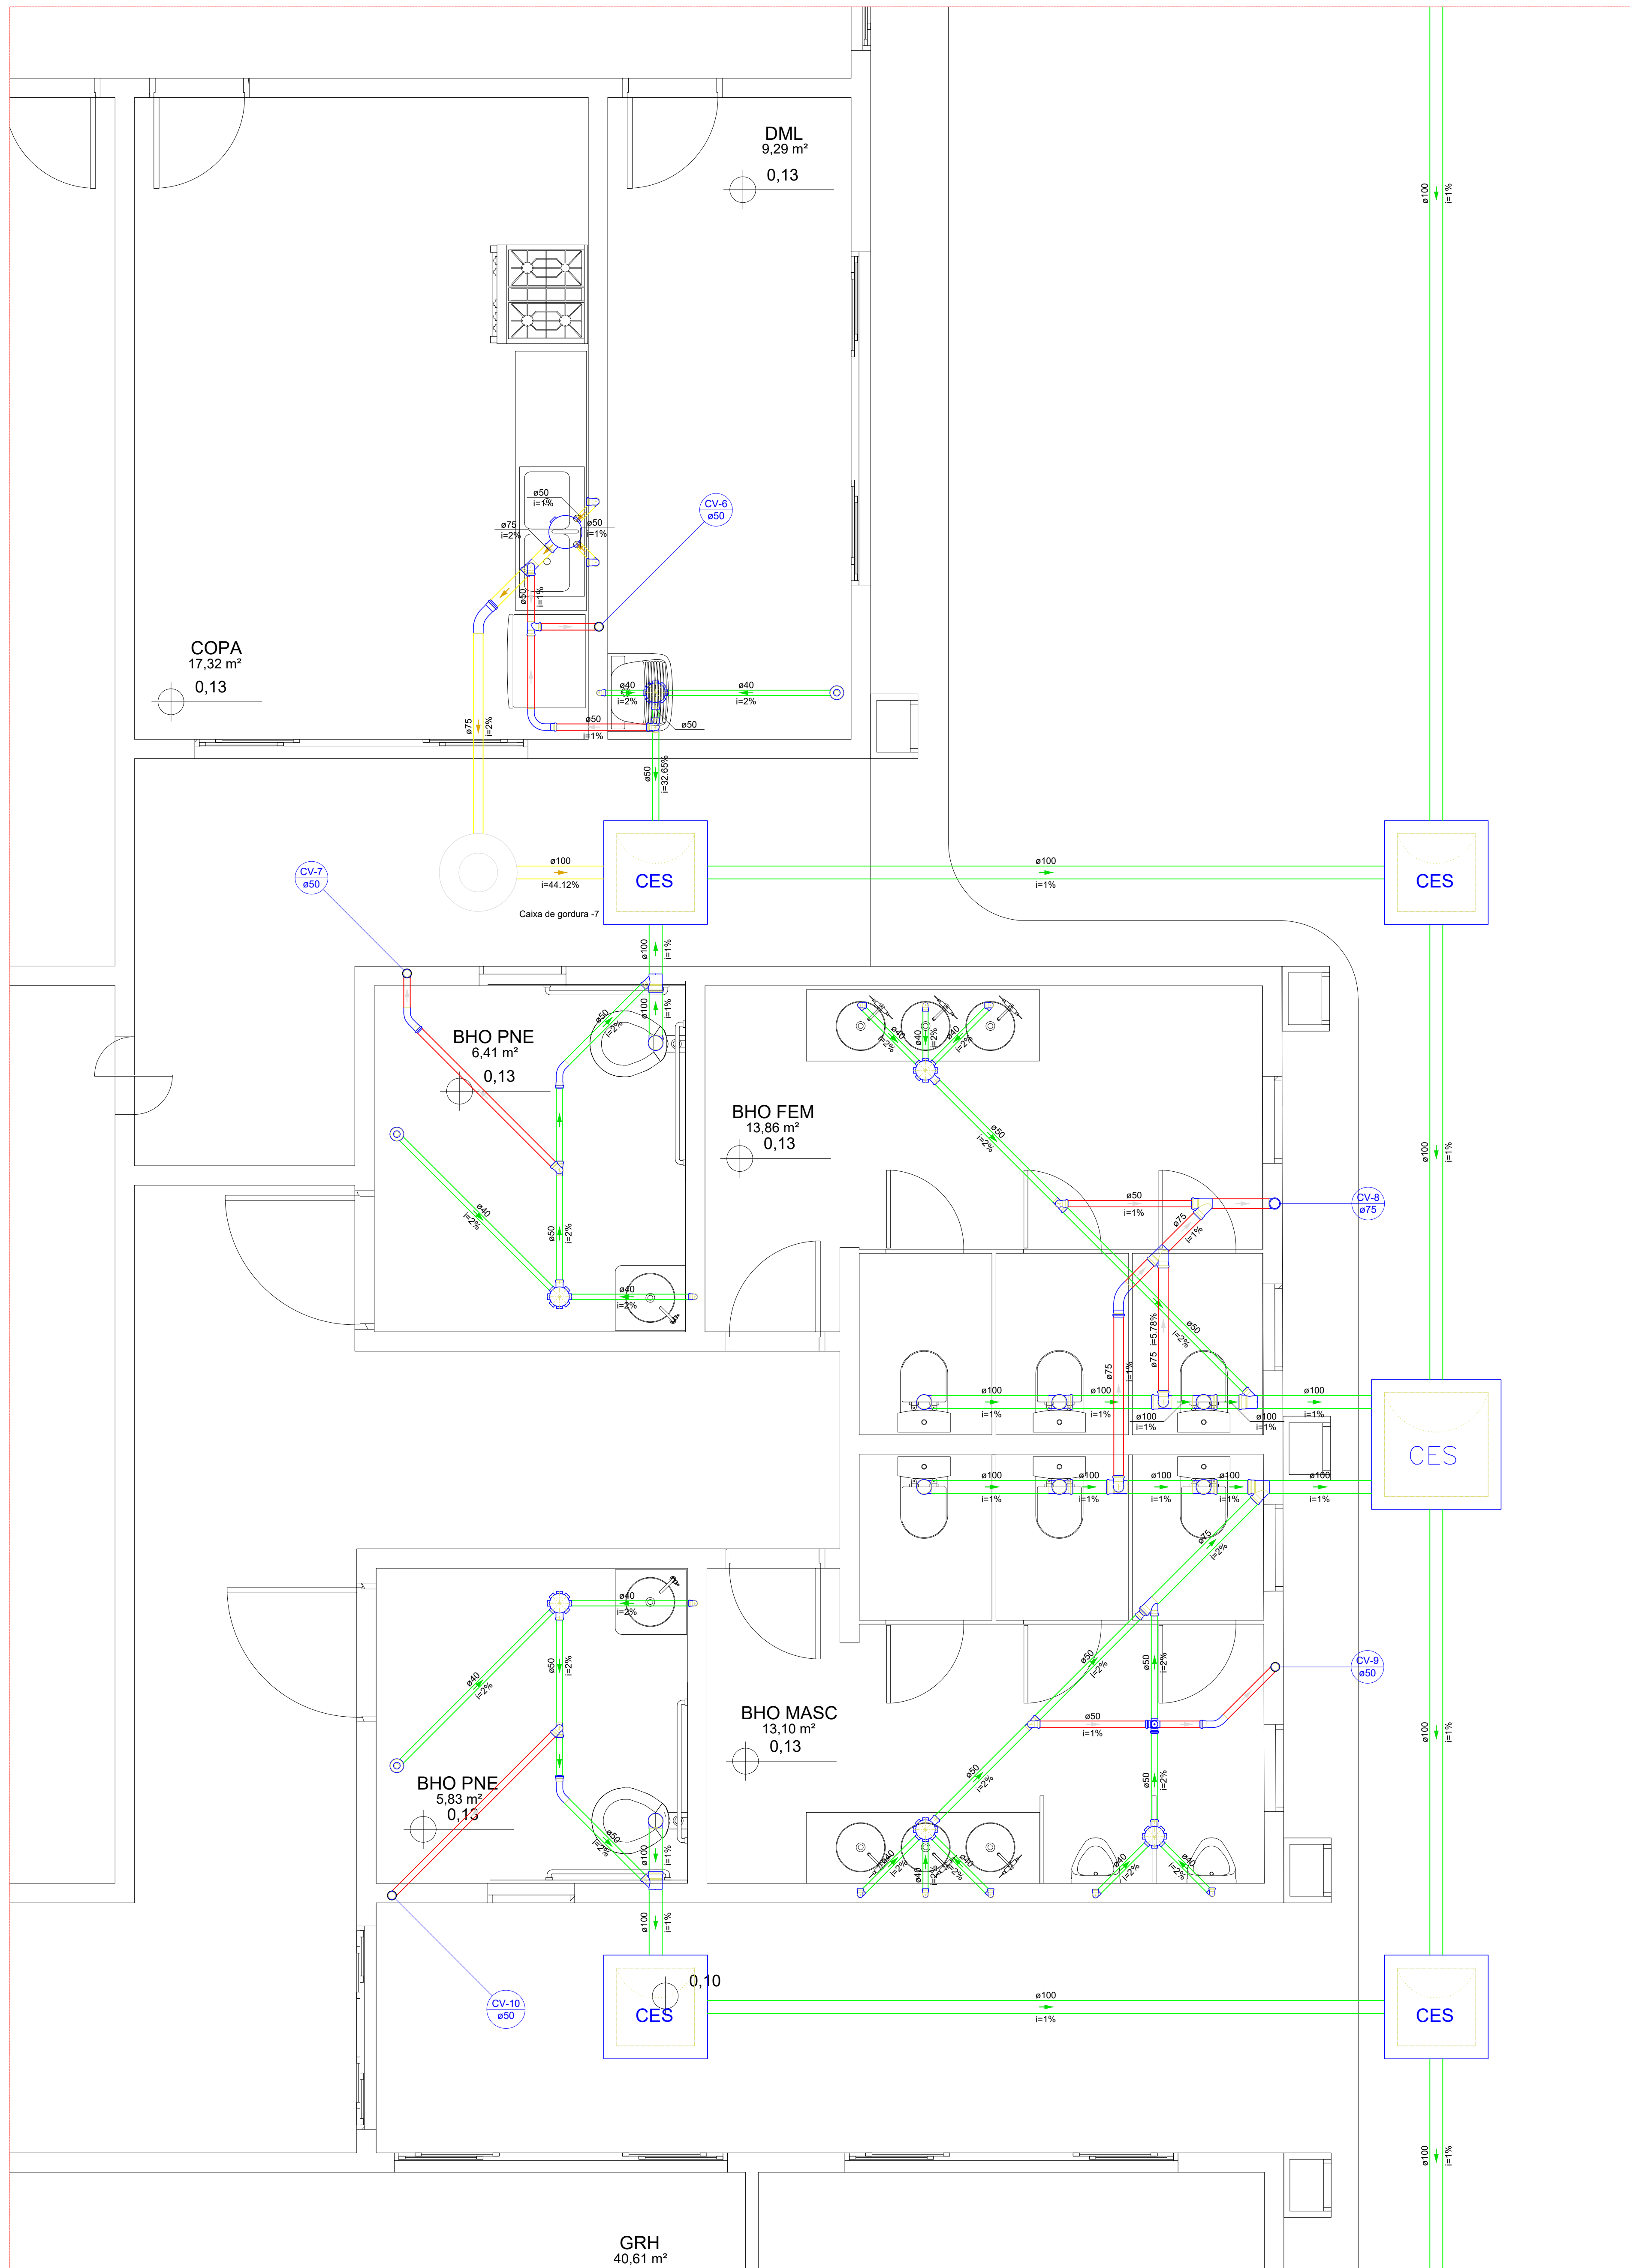 DML
9,29 m²
0,13
ø100
i=1%
ø50
i=1%
CV-6
ø50
ø75
i=2%
ø50
i=1%
ø50
i=1%
COPA
17,32 m²
0,13
ø40
i=2%
ø40
i=2%
ø50
ø50
i=1%
ø75
i=2%
ø50
i=32.65%
ø100
i=44.12%
CES
ø100
i=1%
CES
CV-7
ø50
Caixa de gordura -7
ø100
i=1%
BHO PNE
6,41 m²
0,13
ø50
i=2%
ø100
i=1%
ø40
i=2%
ø40
i=2%
ø40
i=2%
BHO FEM
13,86 m²
0,13
ø50
i=2%
ø100
i=1%
ø50
i=1%
CV-8
ø75
ø75
i=1%
ø40
i=2%
ø50
i=2%
ø40
i=2%
ø75
i=5.78%
ø50
i=2%
ø75
i=1%
ø100
i=1%
ø100
i=1%
ø100
i=1%
ø100
i=1%
ø100
i=1%
CES
ø100
i=1%
ø100
i=1%
ø100
i=1%
ø100
i=1%
ø100
i=1%
ø75
i=2%
ø40
i=2%
ø40
i=2%
ø50
i=2%
ø50
i=2%
ø50
i=2%
CV-9
ø50
BHO MASC
13,10 m²
0,13
ø50
i=1%
ø100
i=1%
BHO PNE
5,83 m²
0,13
ø50
i=2%
ø50
i=2%
ø50
i=2%
ø100
i=1%
ø40
i=2%
ø40
i=2%
ø40
i=2%
ø40
i=2%
ø40
i=2%
ø100
i=1%
0,10
CV-10
ø50
CES
ø100
i=1%
CES
ø100
i=1%
GRH
40,61 m²